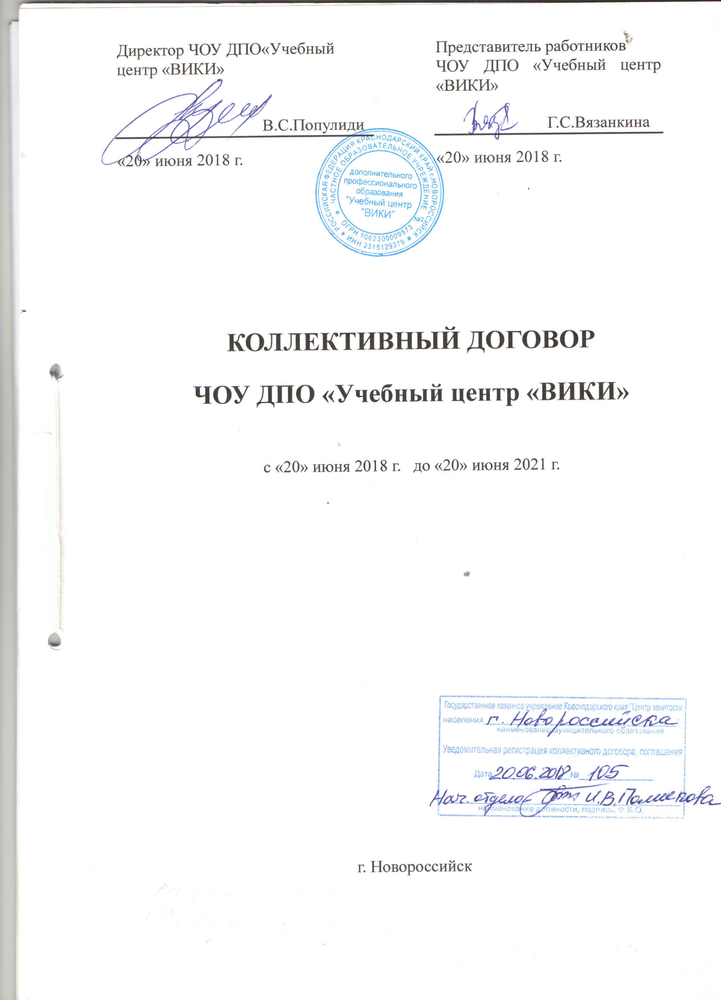 Директор ЧОУ ДПО«Учебный
центр «ВИКИ»
В.С.Популиди
«20» июня 2018 г.
Представитель работников
ЧОУ ДПО «Учебный центр
«ВИКИ»
Г.С.Вязанкина
«20» июня 2018 г.
РОССИЙСКАЯ ФЕДЕРАЦИЯ КРАСНОДАРСКИЙ КРАЙ г.НОВОРОССИЙСК
ЧАСТНОЕ ОБРАЗОВАТЕЛЬНОЕ УЧРЕЖДЕНИЕ
дополнительного
профессионального
образования
"Учебный центр
"ВИКИ"
№2
ОГРН 1062300009573
ИНН 2315129379
КОЛЛЕКТИВНЫЙ ДОГОВОР
ЧОУ ДПО «Учебный центр «ВИКИ»
с «20» июня 2018 г. до «20» июня 2021 г.
Государственное казенное учреждение Краснодарского края "Центр занятости
населения г. Новороссийска"
наименование муниципального образования
Уведомительная регистрация коллективного договора, соглашения
Дата 20.06.2018 № 105
Нач. отдела И.В.
наименование должности, подпись, Ф.И.О.
г. Новороссийск